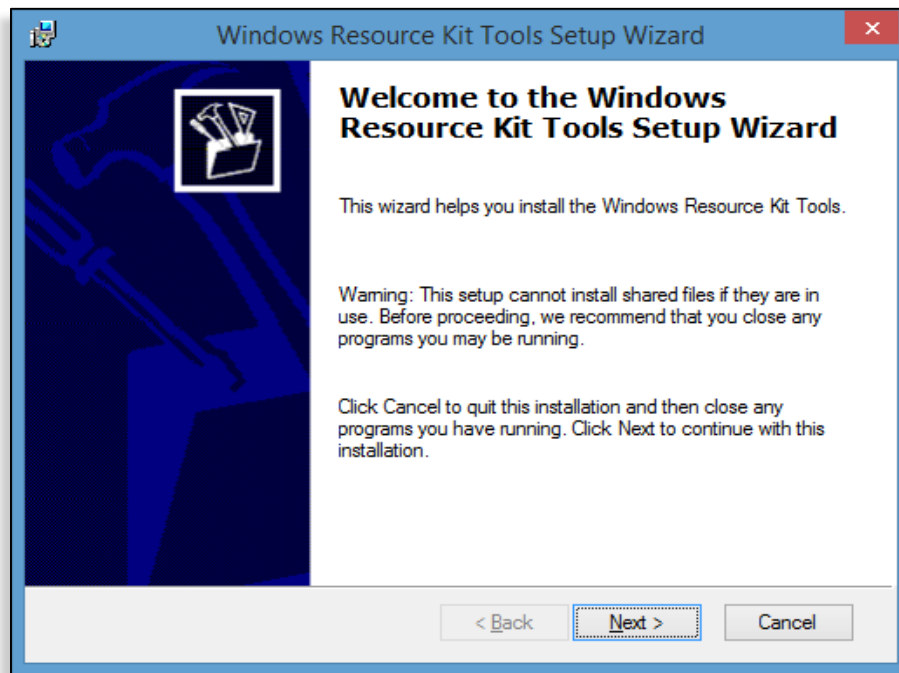 Windows Resource Kit Tools Setup Wizard
Welcome to the Windows
Resource Kit Tools Setup Wizard
This wizard helps you install the Windows Resource Kit Tools.
Warning: This setup cannot install shared files if they are in
use. Before proceeding, we recommend that you close any
programs you may be running.
Click Cancel to quit this installation and then close any
programs you have running. Click Next to continue with this
installation.
< Back Next > Cancel